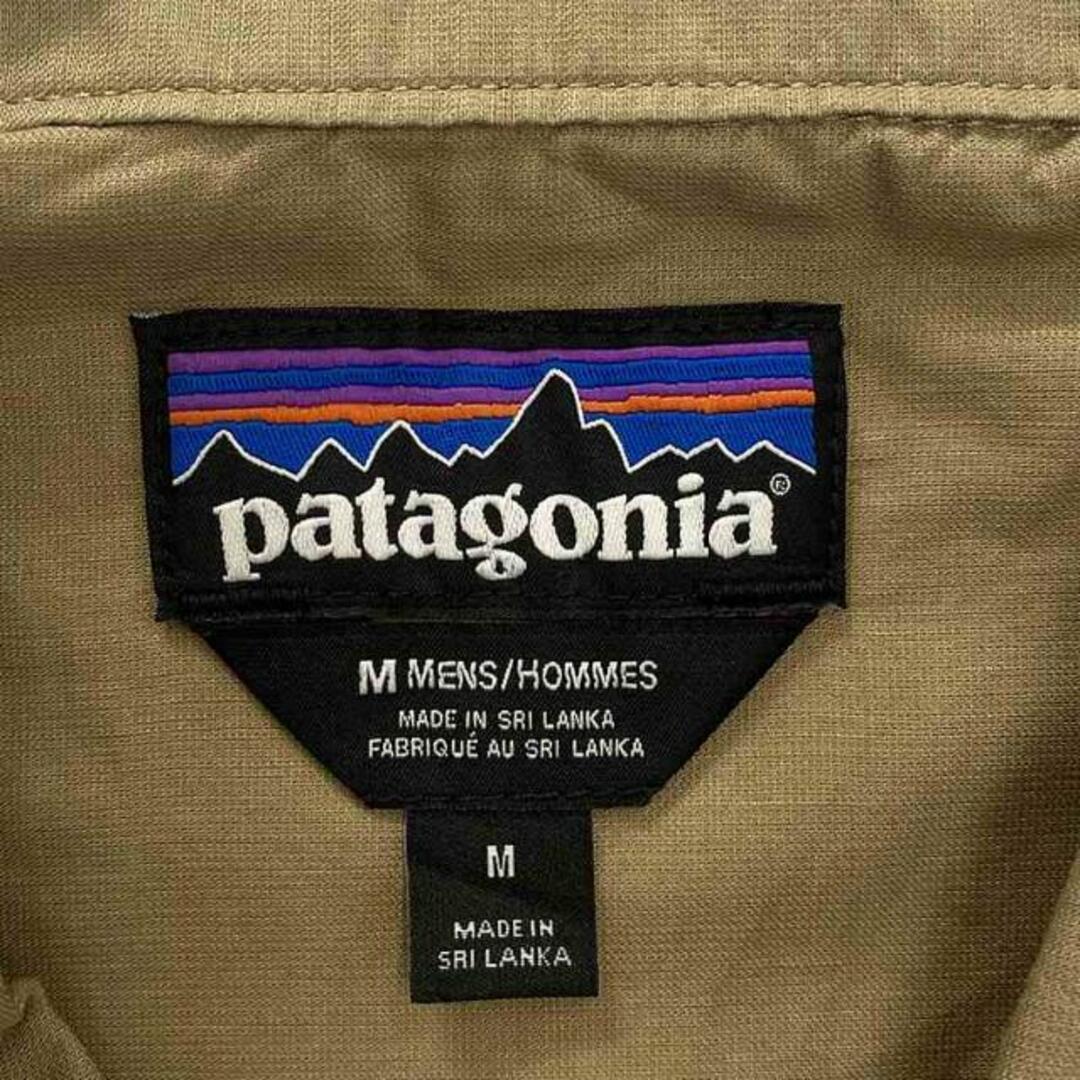 patagonia®
M MENS/HOMMES
MADE IN SRI LANKA
FABRIQUÉ AU SRI LANKA
M
MADE IN
SRI LANKA